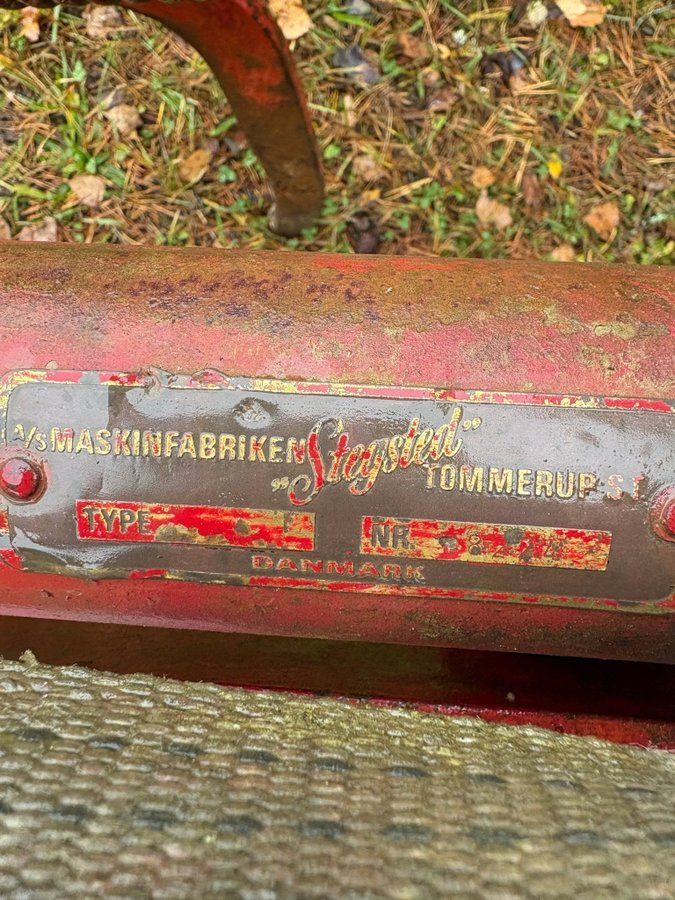 A/S MASKINFABRIKEN „Stegsted” TOMMERUP ST
TYPE
NR.
DANMARK